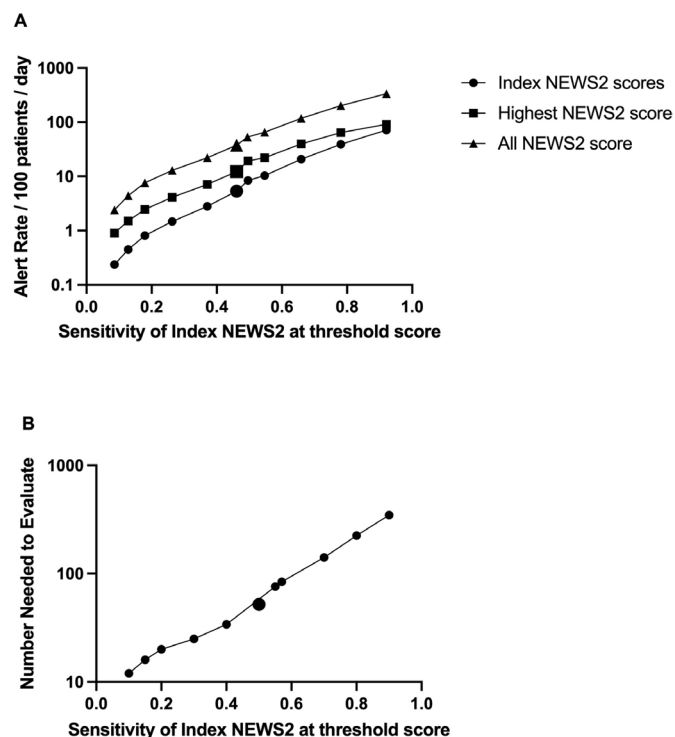 A
Alert Rate / 100 patients / day
1000
100
10
1
0.1
0.0 0.2 0.4 0.6 0.8 1.0
Sensitivity of Index NEWS2 at threshold score
Index NEWS2 scores
Highest NEWS2 score
All NEWS2 score
B
Number Needed to Evaluate
1000
100
10
0.0 0.2 0.4 0.6 0.8 1.0
Sensitivity of Index NEWS2 at threshold score